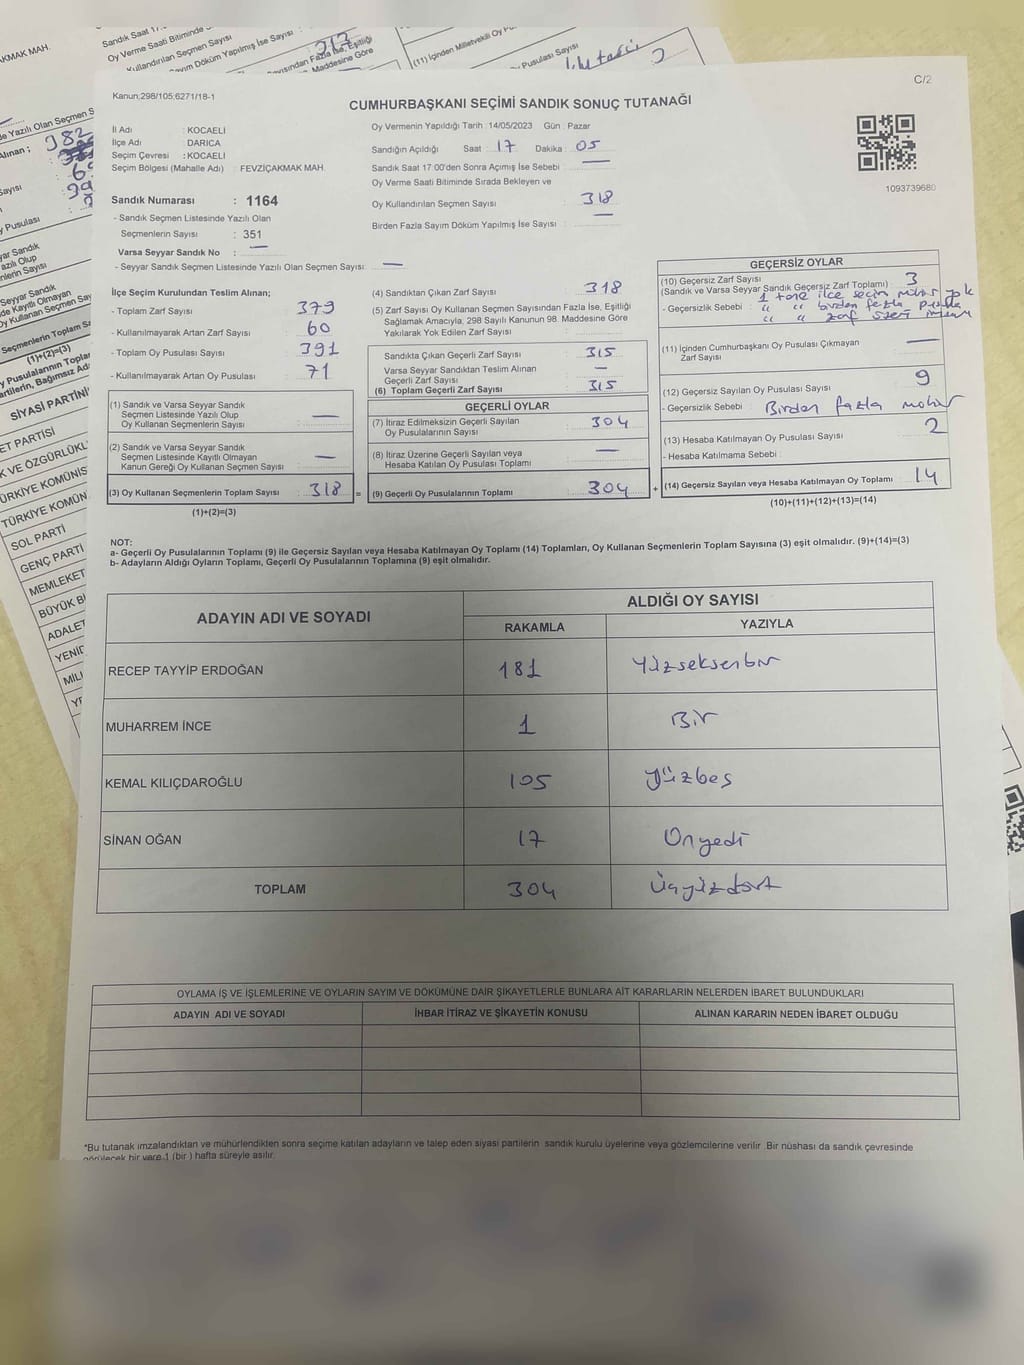 Kanun;298/105;6271/18-1
C/2
CUMHURBAŞKANI SEÇİMİ SANDIK SONUÇ TUTANAĞI
İl Adı : KOCAELİ
İlçe Adı : DARICA
Seçim Çevresi : KOCAELİ
Seçim Bölgesi (Mahalle Adı) : FEVZİÇAKMAK MAH.
Sandık Numarası : 1164
- Sandık Seçmen Listesinde Yazılı Olan
Seçmenlerin Sayısı : 351
Varsa Seyyar Sandık No : —
- Seyyar Sandık Seçmen Listesinde Yazılı Olan Seçmen Sayısı: —
Oy Vermenin Yapıldığı Tarih : 14/05/2023 Gün : Pazar
Sandığın Açıldığı Saat : 17 Dakika : 05
Sandık Saat 17.00'den Sonra Açımış İse Sebebi : —
Oy Verme Saati Bitiminde Sırada Bekleyen ve
Oy Kullandırılan Seçmen Sayısı : 318
Birden Fazla Sayım Döküm Yapılmış İse Sayısı : —
1093739680
İlçe Seçim Kurulundan Teslim Alınan;
- Toplam Zarf Sayısı : 379
- Kullanılmayarak Artan Zarf Sayısı : 60
- Toplam Oy Pusulası Sayısı : 391
- Kullanılmayarak Artan Oy Pusulası : 71
(1) Sandık ve Varsa Seyyar Sandık
Seçmen Listesinde Yazılı Olup
Oy Kullanan Seçmenlerin Sayısı : —
(2) Sandık ve Varsa Seyyar Sandık
Seçmen Listesinde Kayıtlı Olmayan
Kanun Gereği Oy Kullanan Seçmen Sayısı : —
(3) Oy Kullanan Seçmenlerin Toplam Sayısı : 318 =
(1)+(2)=(3)
(4) Sandıktan Çıkan Zarf Sayısı : 318
(5) Zarf Sayısı Oy Kullanan Seçmen Sayısından Fazla İse, Eşitliği
Sağlamak Amacıyla, 298 Sayılı Kanunun 98. Maddesine Göre
Yakılarak Yok Edilen Zarf Sayısı :
Sandıkta Çıkan Geçerli Zarf Sayısı : 315
Varsa Seyyar Sandıktan Teslim Alınan
Geçerli Zarf Sayısı : —
(6) Toplam Geçerli Zarf Sayısı : 315
GEÇERLİ OYLAR
(7) İtiraz Edilmeksizin Geçerli Sayılan
Oy Pusulalarının Sayısı : 304
(8) İtiraz Üzerine Geçerli Sayılan veya
Hesaba Katılan Oy Pusulası Toplamı : —
(9) Geçerli Oy Pusulalarının Toplamı : 304 +
GEÇERSİZ OYLAR
(10) Geçersiz Zarf Sayısı : 3
(Sandık ve Varsa Seyyar Sandık Geçersiz Zarf Toplamı)
- Geçersizlik Sebebi : 1 tane ilçe seçim mührü yok
" " birden fazla pusula
" " zarf üzeri
(11) İçinden Cumhurbaşkanı Oy Pusulası Çıkmayan
Zarf Sayısı : —
(12) Geçersiz Sayılan Oy Pusulası Sayısı : 9
- Geçersizlik Sebebi : Birden fazla mühür
(13) Hesaba Katılmayan Oy Pusulası Sayısı : 2
- Hesaba Katılmama Sebebi :
(14) Geçersiz Sayılan veya Hesaba Katılmayan Oy Toplamı : 14
(10)+(11)+(12)+(13)=(14)
NOT:
a- Geçerli Oy Pusulalarının Toplamı (9) ile Geçersiz Sayılan veya Hesaba Katılmayan Oy Toplamı (14) Toplamları, Oy Kullanan Seçmenlerin Toplam Sayısına (3) eşit olmalıdır. (9)+(14)=(3)
b- Adayların Aldığı Oyların Toplamı, Geçerli Oy Pusulalarının Toplamına (9) eşit olmalıdır.
ADAYIN ADI VE SOYADI
ALDIĞI OY SAYISI
RAKAMLA YAZIYLA
RECEP TAYYİP ERDOĞAN 181 Yüzseksenbir
MUHARREM İNCE 1 Bir
KEMAL KILIÇDAROĞLU 105 Yüzbeş
SİNAN OĞAN 17 Onyedi
TOPLAM 304 Üçyüzdört
OYLAMA İŞ VE İŞLEMLERİNE VE OYLARIN SAYIM VE DÖKÜMÜNE DAİR ŞİKAYETLERLE BUNLARA AİT KARARLARIN NELERDEN İBARET BULUNDUKLARI
ADAYIN ADI VE SOYADI İHBAR İTİRAZ VE ŞİKAYETİN KONUSU ALINAN KARARIN NEDEN İBARET OLDUĞU
*Bu tutanak imzalandıktan ve mühürlendikten sonra seçime katılan adayların ve talep eden siyasi partilerin sandık kurulu üyelerine veya gözlemcilerine verilir. Bir nüshası da sandık çevresinde
görülecek bir yere 1 (bir ) hafta süreyle asılır.